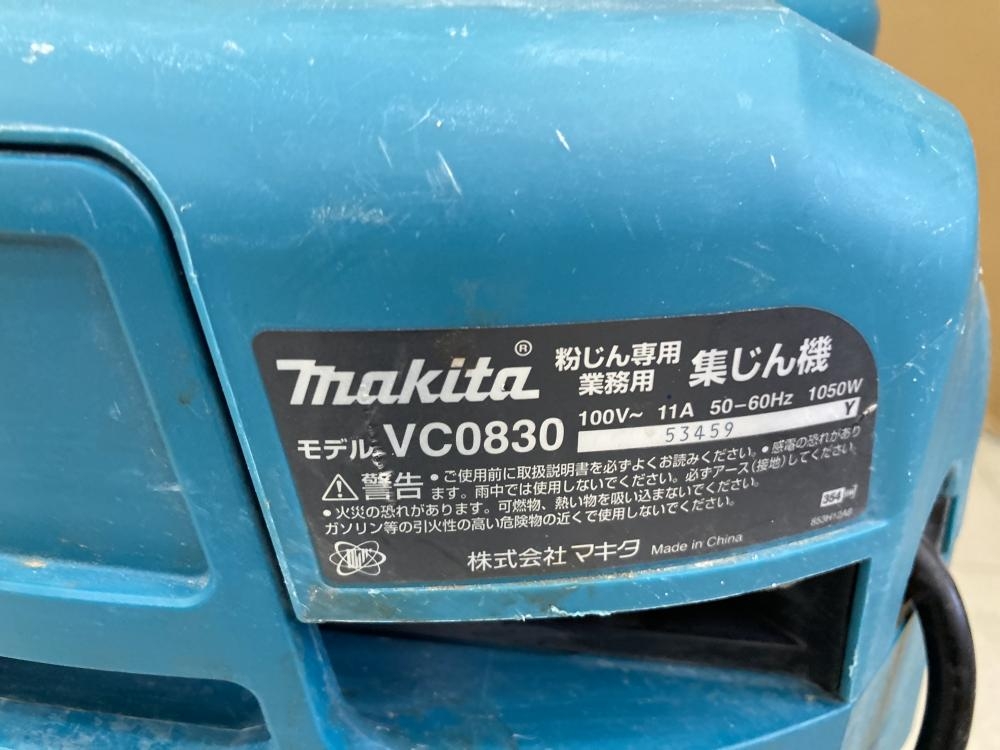 makita®
粉じん専用
業務用
集じん機
100V～ 11A 50-60Hz 1050W
モデル VC0830
53459 Y
⚠警告 •ご使用前に取扱説明書を必ずよくお読みください。•感電の恐れがあり
ます。雨中では使用しないでください。必ずアース(接地)してください。
•火災の恐れがあります。可燃物、熱い物を吸い込まないでください。
ガソリン等の引火性の高い危険物の近くで使用しないでください。
354
株式会社マキタ Made in China